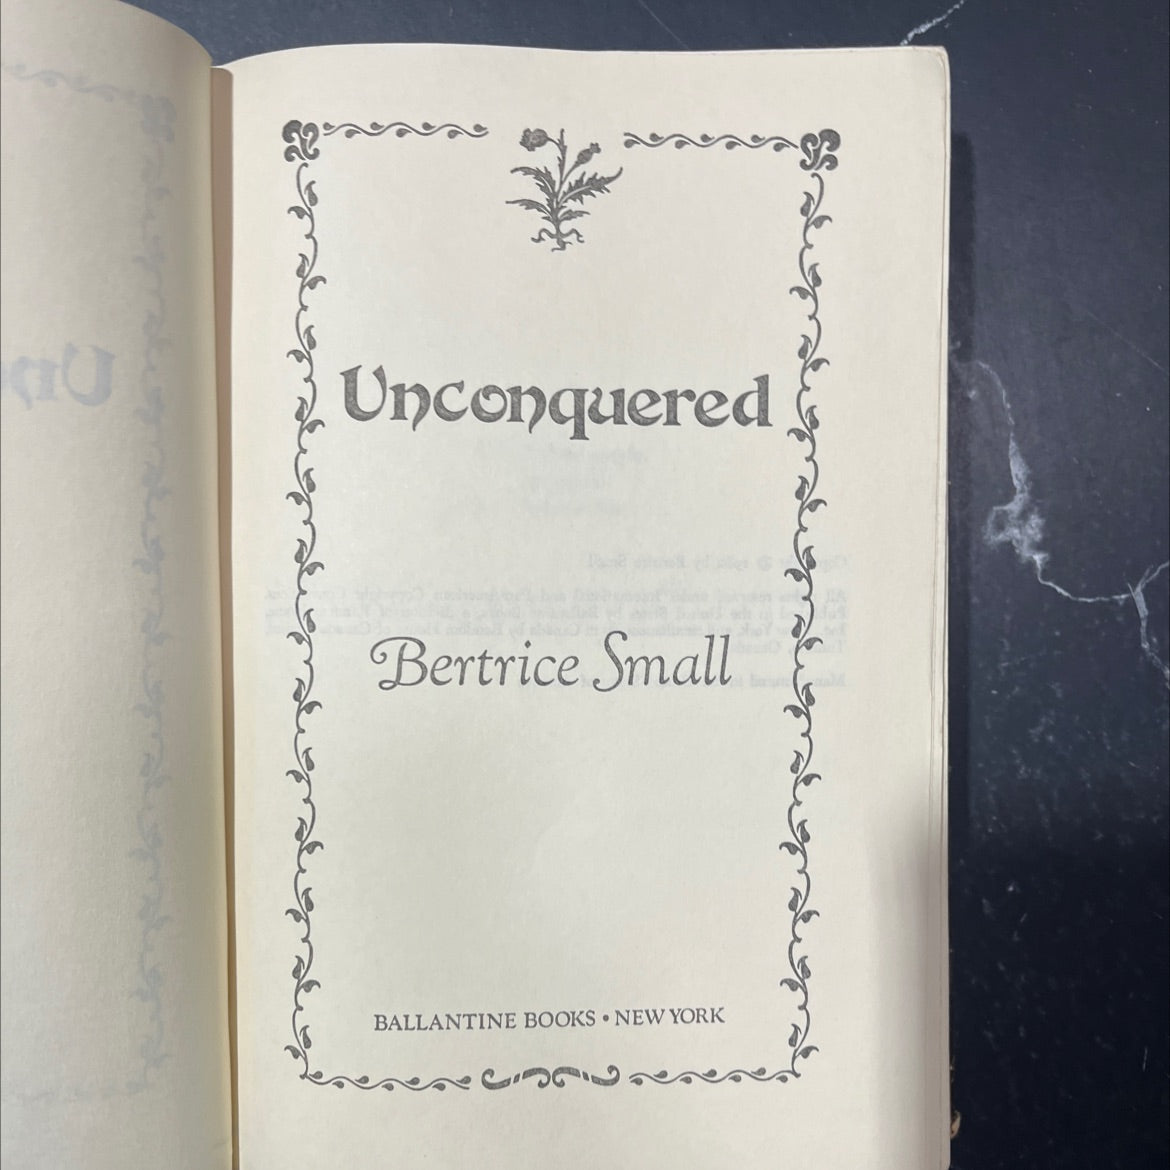 Unconquered
Bertrice Small
BALLANTINE BOOKS • NEW YORK